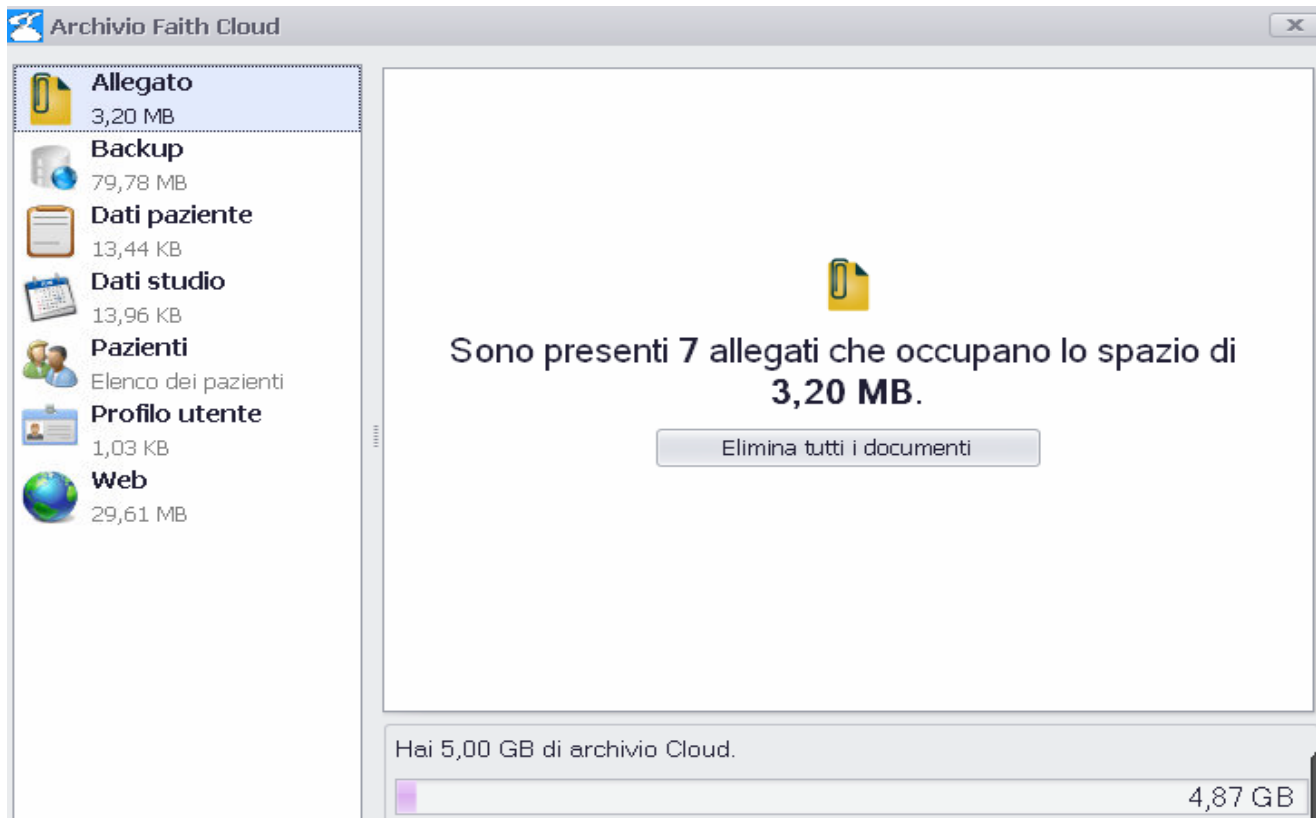 Archivio Faith Cloud
Allegato
3,20 MB
Backup
79,78 MB
Dati paziente
13,44 KB
Dati studio
13,96 KB
Pazienti
Elenco dei pazienti
Profilo utente
1,03 KB
Web
29,61 MB
Sono presenti 7 allegati che occupano lo spazio di
3,20 MB.
Elimina tutti i documenti
Hai 5,00 GB di archivio Cloud.
4,87 GB